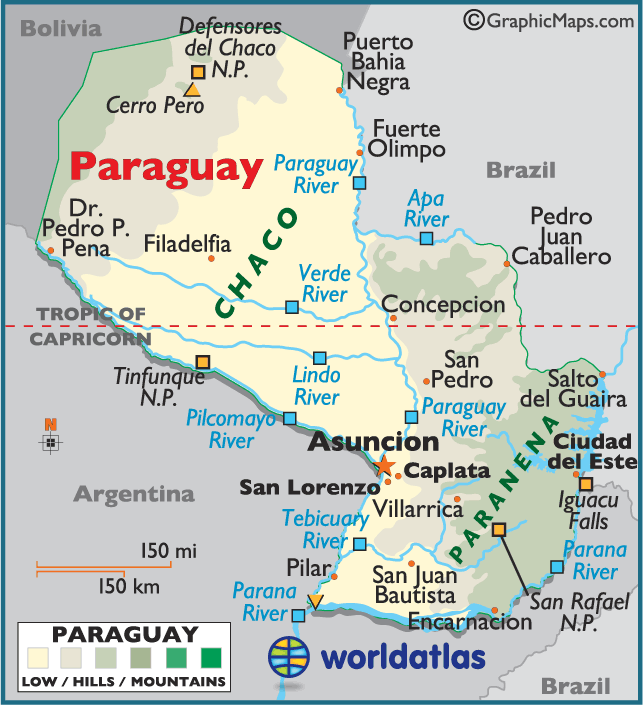 ©GraphicMaps.com
Bolivia
Defensores
del Chaco
N.P.
Cerro Pero
Puerto
Bahia
Negra
Fuerte
Olimpo
Paraguay
Paraguay
River
Brazil
Apa
River
Dr.
Pedro P.
Pena
Filadelfia
CHACO
Pedro
Juan
Caballero
Verde
River
Concepcion
TROPIC OF
CAPRICORN
Tinfunque
N.P.
Lindo
River
San
Pedro
Salto
del Guaira
Pilcomayo
River
Paraguay
River
N
Asuncion
Caplata
San Lorenzo
Ciudad
del Este
PARANENA
Argentina
Villarrica
Iguacu
Falls
Tebicuary
River
150 mi
150 km
Pilar
San Juan
Bautista
Parana
River
Parana
River
Encarnacion
San Rafael
N.P.
PARAGUAY
LOW / HILLS / MOUNTAINS
worldatlas
Brazil